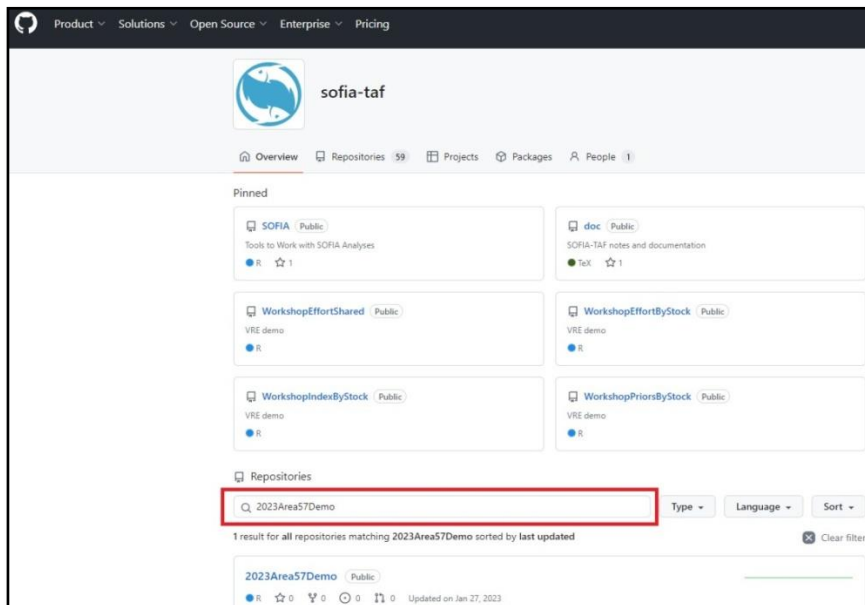 Product Solutions Open Source Enterprise Pricing
sofia-taf
Overview Repositories 59 Projects Packages People 1
Pinned
SOFIA Public
Tools to Work with SOFIA Analyses
R 1
doc Public
SOFIA-TAF notes and documentation
TeX 1
WorkshopEffortShared Public
VRE demo
R
WorkshopEffortByStock Public
VRE demo
R
WorkshopIndexByStock Public
VRE demo
R
WorkshopPriorsByStock Public
VRE demo
R
Repositories
2023Area57Demo Type Language Sort
1 result for all repositories matching 2023Area57Demo sorted by last updated Clear filter
2023Area57Demo Public
R 0 0 0 0 Updated on Jan 27, 2023